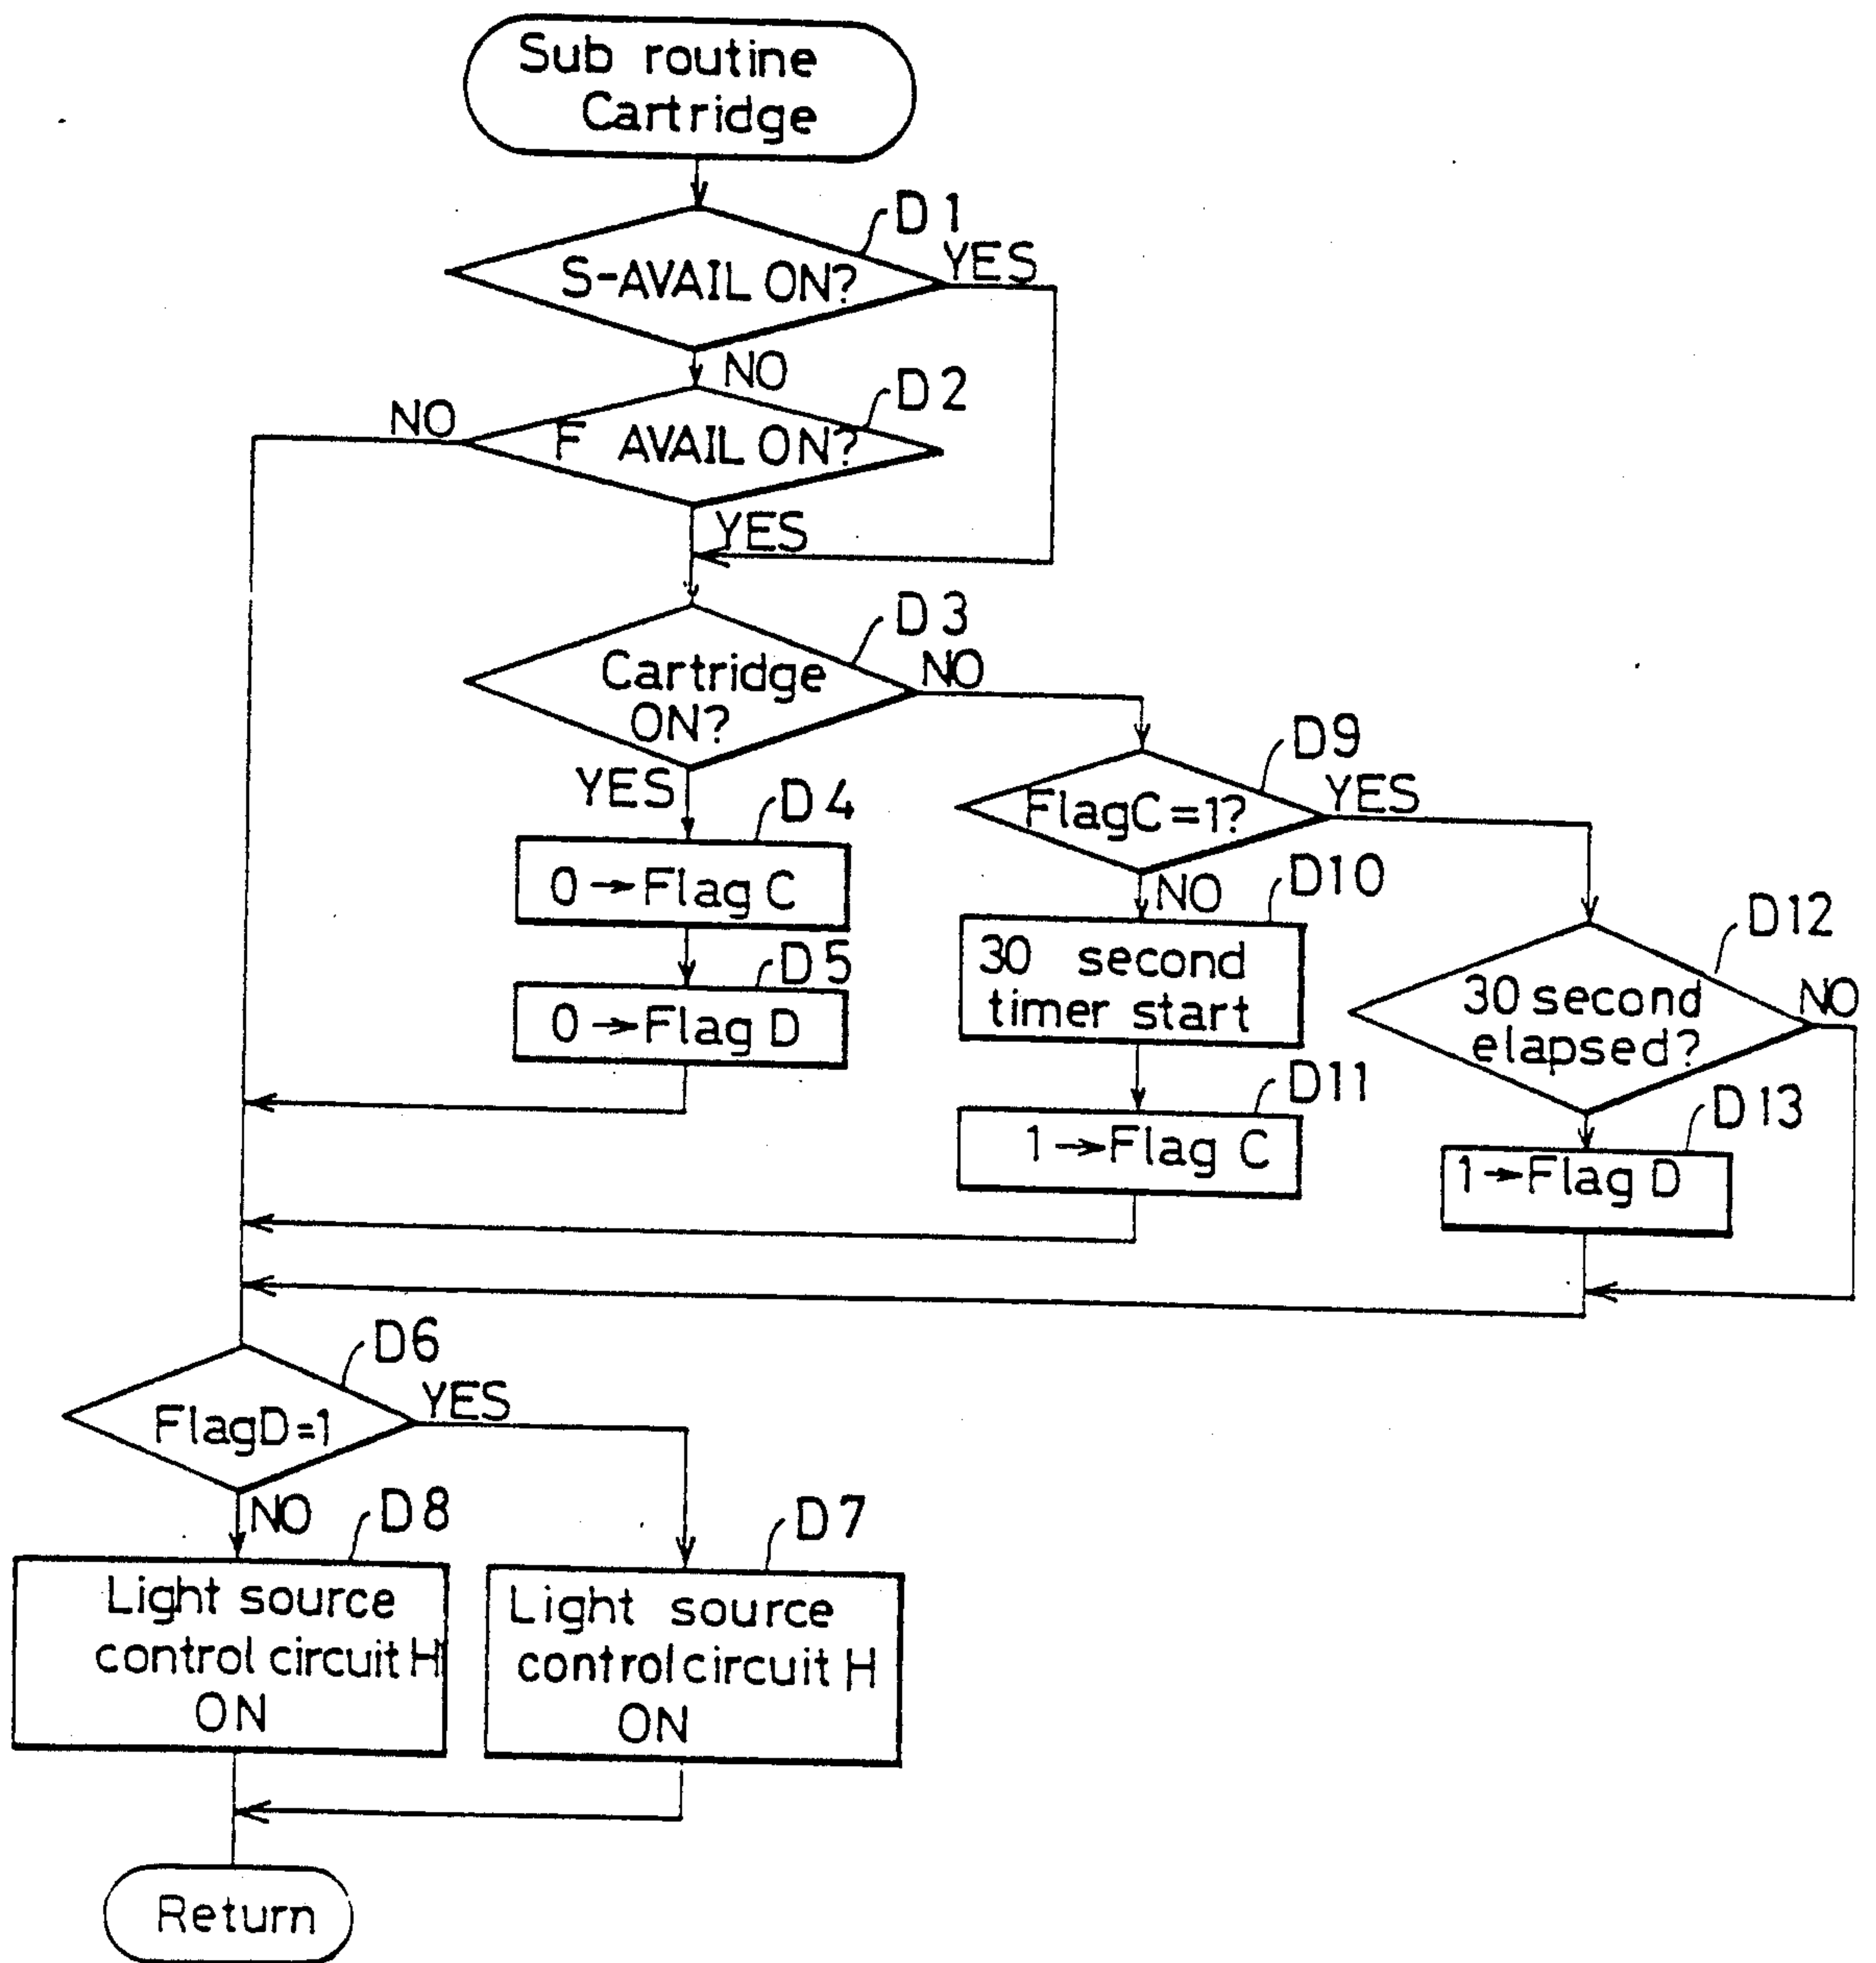 Sub routine
Cartridge
D1
S-AVAIL ON?
YES
NO
D2
NO
F AVAIL ON?
YES
D3
Cartridge
ON?
NO
YES
D4
0→Flag C
D5
0→Flag D
D9
FlagC=1?
YES
NO
D10
30 second
timer start
D11
1→Flag C
D12
30 second
elapsed?
NO
D13
1→Flag D
D6
FlagD=1
YES
NO
D8
Light source
control circuit H
ON
D7
Light source
control circuit H
ON
Return